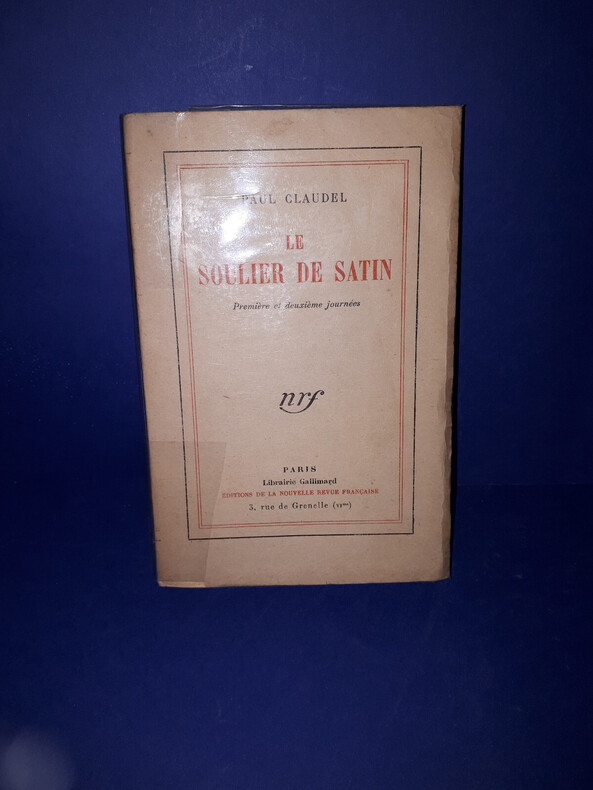 PAUL CLAUDEL
LE
SOULIER DE SATIN
Première et deuxième journées
nrf
PARIS
Librairie Gallimard
ÉDITIONS DE LA NOUVELLE REVUE FRANÇAISE
3, rue de Grenelle (VIme)